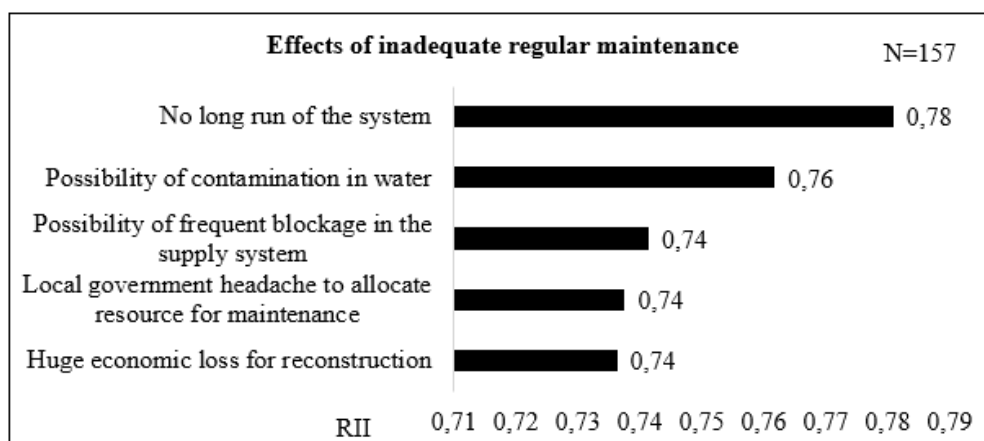 Effects of inadequate regular maintenance
N=157
No long run of the system
0,78
Possibility of contamination in water
0,76
Possibility of frequent blockage in the
supply system
0,74
Local government headache to allocate
resource for maintenance
0,74
Huge economic loss for reconstruction
0,74
RII
0,71 0,72 0,73 0,74 0,75 0,76 0,77 0,78 0,79